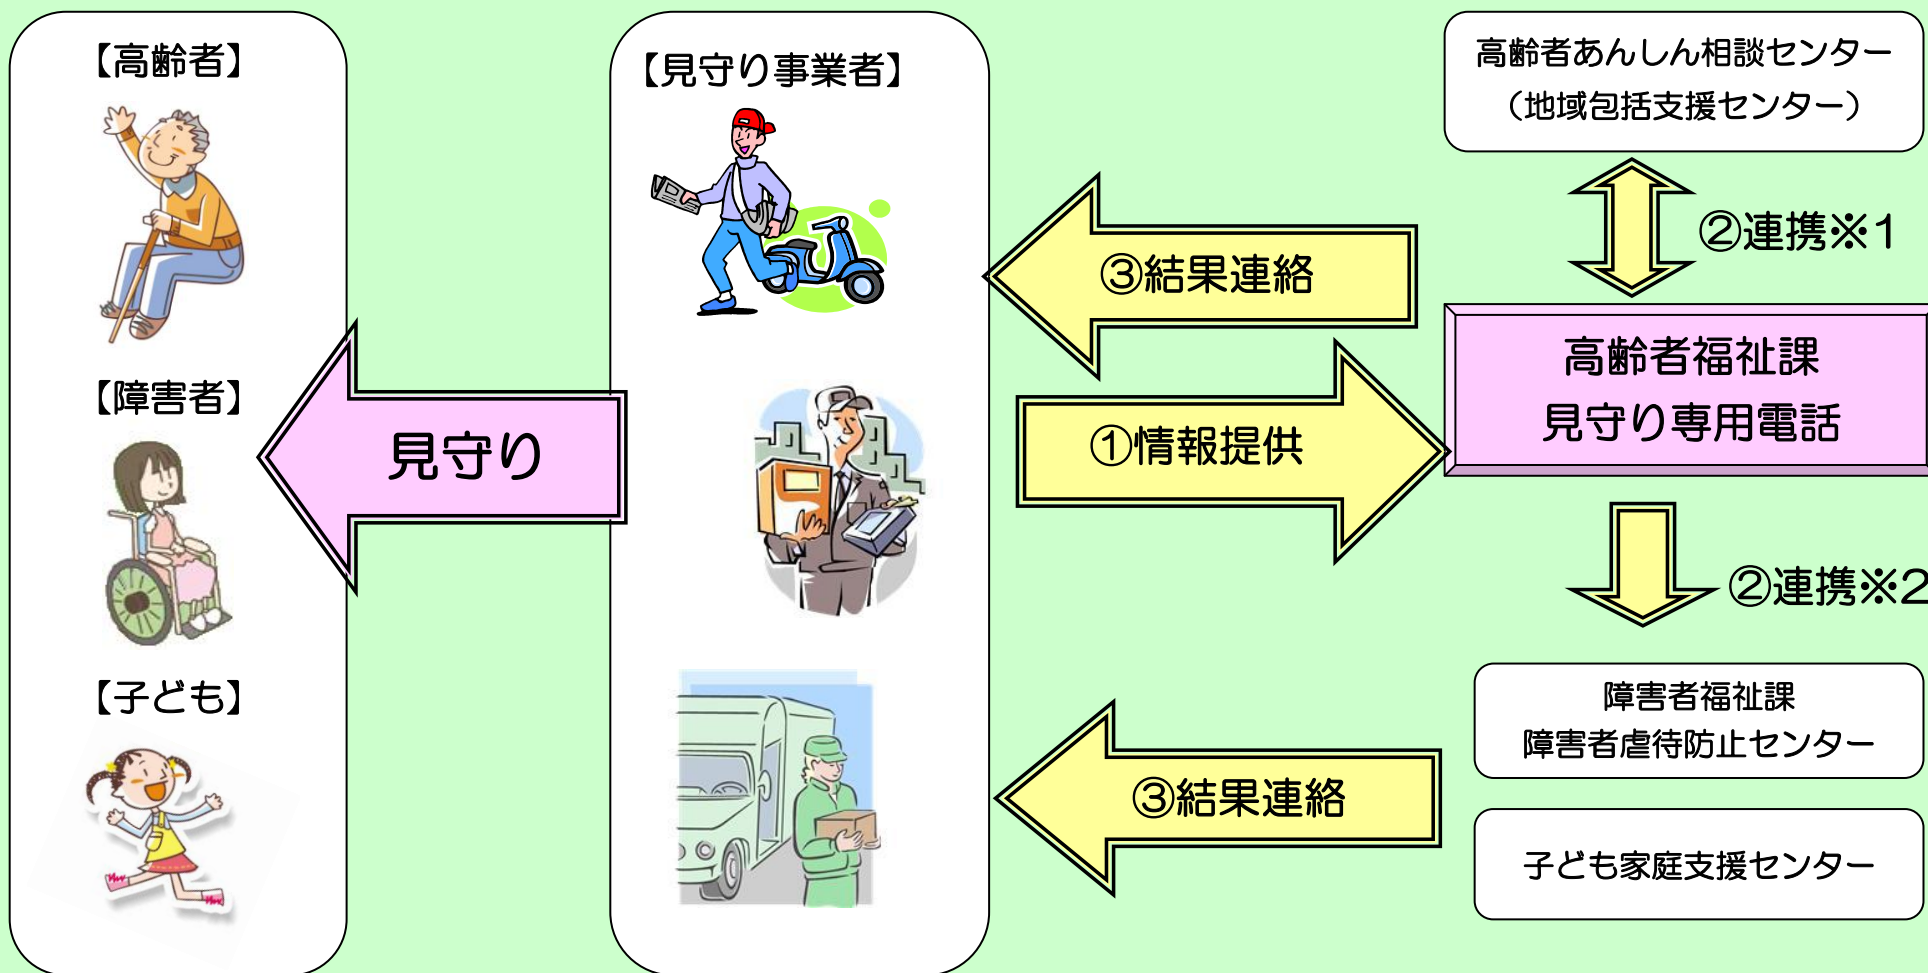 【高齢者】
【障害者】
【子ども】
見守り
【見守り事業者】
③結果連絡
①情報提供
③結果連絡
高齢者あんしん相談センター
（地域包括支援センター）
②連携※1
高齢者福祉課
見守り専用電話
②連携※2
障害者福祉課
障害者虐待防止センター
子ども家庭支援センター